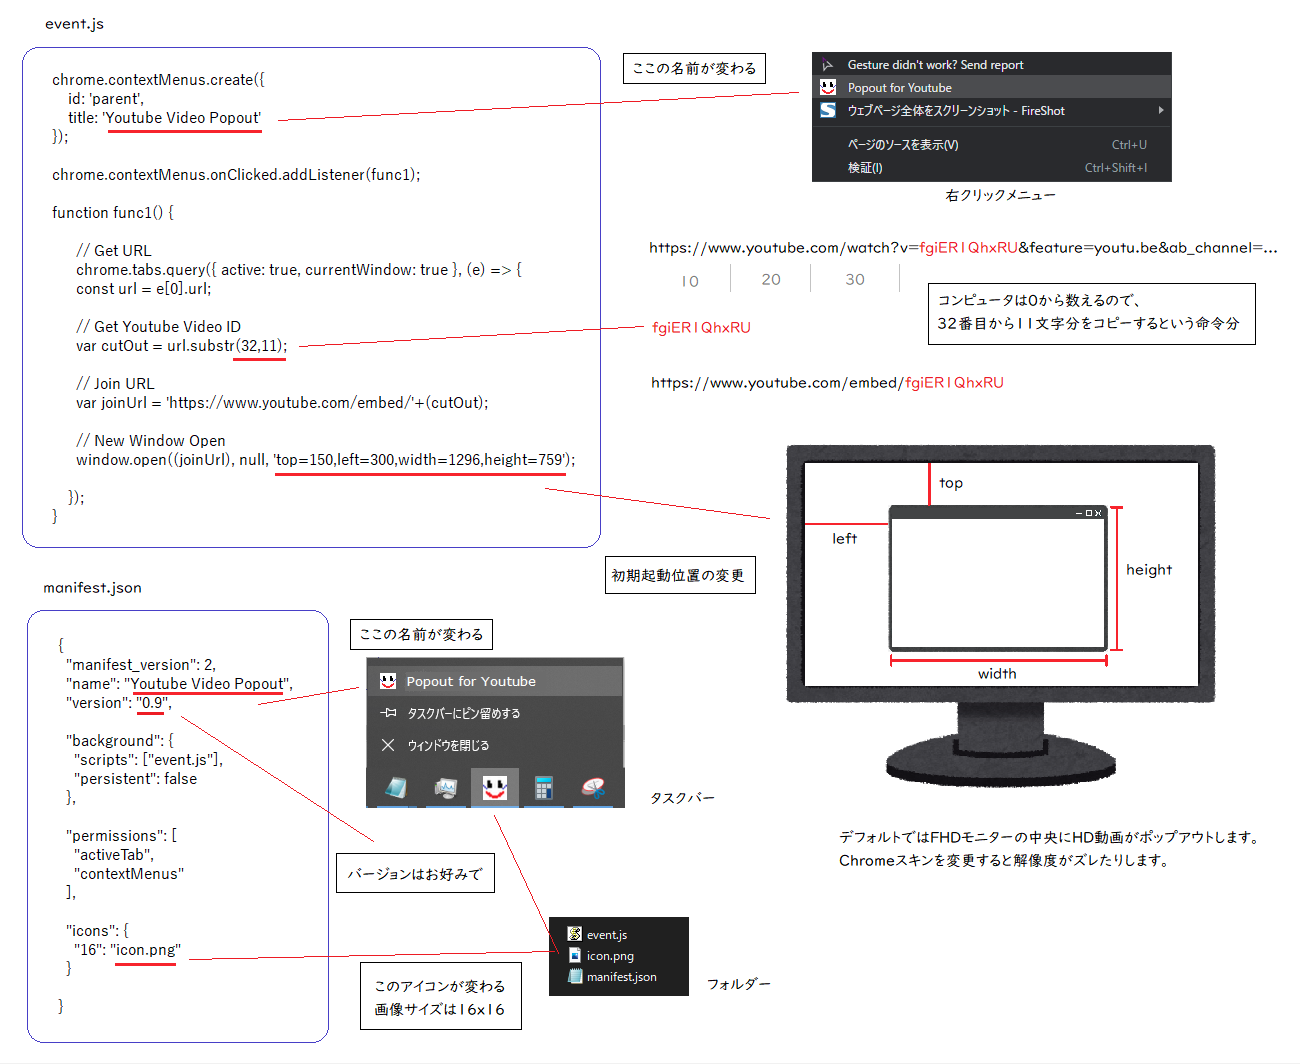 event.js
chrome.contextMenus.create({
id: 'parent',
title: 'Youtube Video Popout'
});
chrome.contextMenus.onClicked.addListener(func1);
function func1() {
// Get URL
chrome.tabs.query({ active: true, currentWindow: true }, (e) => {
const url = e[0].url;
// Get Youtube Video ID
var cutOut = url.substr(32,11);
// Join URL
var joinUrl = 'https://www.youtube.com/embed/'+(cutOut);
// New Window Open
window.open((joinUrl), null, 'top=150,left=300,width=1296,height=759');
});
}
ここの名前が変わる
Gesture didn't work? Send report
Popout for Youtube
ウェブページ全体をスクリーンショット - FireShot
ページのソースを表示(V) Ctrl+U
検証(I) Ctrl+Shift+I
右クリックメニュー
https://www.youtube.com/watch?v=fgiER1QhxRU&feature=youtu.be&ab_channel=...
10 20 30
コンピュータは0から数えるので、
32番目から11文字分をコピーするという命令分
fgiER1QhxRU
https://www.youtube.com/embed/fgiER1QhxRU
top
left
height
width
初期起動位置の変更
デフォルトではFHDモニターの中央にHD動画がポップアウトします。
Chromeスキンを変更すると解像度がズレたりします。
manifest.json
{
"manifest_version": 2,
"name": "Youtube Video Popout",
"version": "0.9",
"background": {
"scripts": ["event.js"],
"persistent": false
},
"permissions": [
"activeTab",
"contextMenus"
],
"icons": {
"16": "icon.png"
}
}
ここの名前が変わる
Popout for Youtube
タスクバーにピン留めする
ウィンドウを閉じる
タスクバー
バージョンはお好みで
event.js
icon.png
manifest.json
フォルダー
このアイコンが変わる
画像サイズは16x16